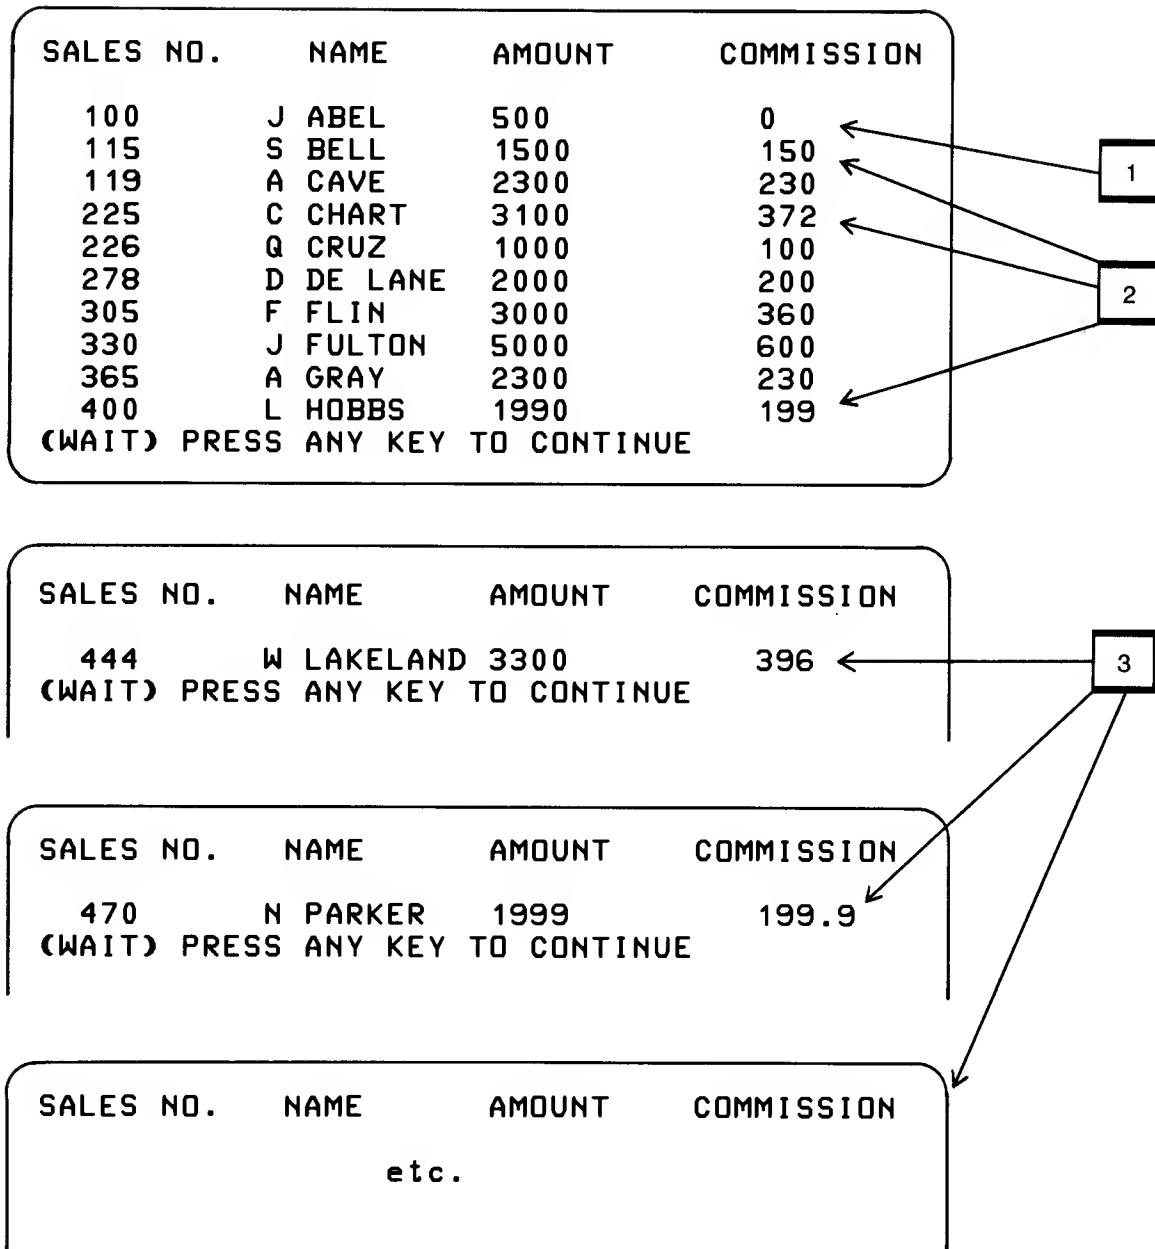 SALES NO. NAME AMOUNT COMMISSION
100 J ABEL 500 0
115 S BELL 1500 150
119 A CAVE 2300 230
225 C CHART 3100 372
226 Q CRUZ 1000 100
278 D DE LANE 2000 200
305 F FLIN 3000 360
330 J FULTON 5000 600
365 A GRAY 2300 230
400 L HOBBS 1990 199
(WAIT) PRESS ANY KEY TO CONTINUE
1
2
SALES NO. NAME AMOUNT COMMISSION
444 W LAKELAND 3300 396
(WAIT) PRESS ANY KEY TO CONTINUE
3
SALES NO. NAME AMOUNT COMMISSION
470 N PARKER 1999 199.9
(WAIT) PRESS ANY KEY TO CONTINUE
SALES NO. NAME AMOUNT COMMISSION
etc.